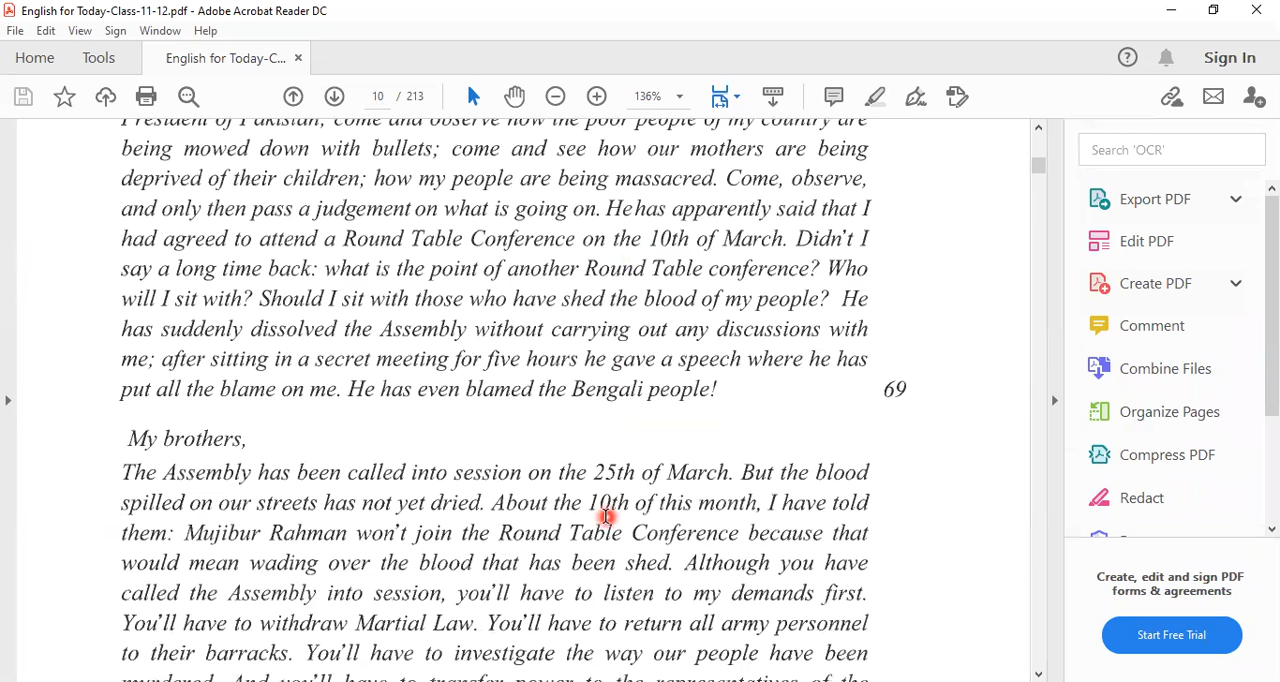 English for Today-Class-11-12.pdf - Adobe Acrobat Reader DC
File Edit View Sign Window Help
Home Tools English for Today-C... × Sign In
10 / 213 136%
President of Pakistan, come and observe how the poor people of my country are
being mowed down with bullets; come and see how our mothers are being
deprived of their children; how my people are being massacred. Come, observe,
and only then pass a judgement on what is going on. He has apparently said that I
had agreed to attend a Round Table Conference on the 10th of March. Didn't I
say a long time back: what is the point of another Round Table conference? Who
will I sit with? Should I sit with those who have shed the blood of my people? He
has suddenly dissolved the Assembly without carrying out any discussions with
me; after sitting in a secret meeting for five hours he gave a speech where he has
put all the blame on me. He has even blamed the Bengali people! 69
My brothers,
The Assembly has been called into session on the 25th of March. But the blood
spilled on our streets has not yet dried. About the 10th of this month, I have told
them: Mujibur Rahman won't join the Round Table Conference because that
would mean wading over the blood that has been shed. Although you have
called the Assembly into session, you'll have to listen to my demands first.
You'll have to withdraw Martial Law. You'll have to return all army personnel
to their barracks. You'll have to investigate the way our people have been
murdered. And you'll have to transfer power to the representatives of the
Search 'OCR'
Export PDF
Edit PDF
Create PDF
Comment
Combine Files
Organize Pages
Compress PDF
Redact
Create, edit and sign PDF
forms & agreements
Start Free Trial